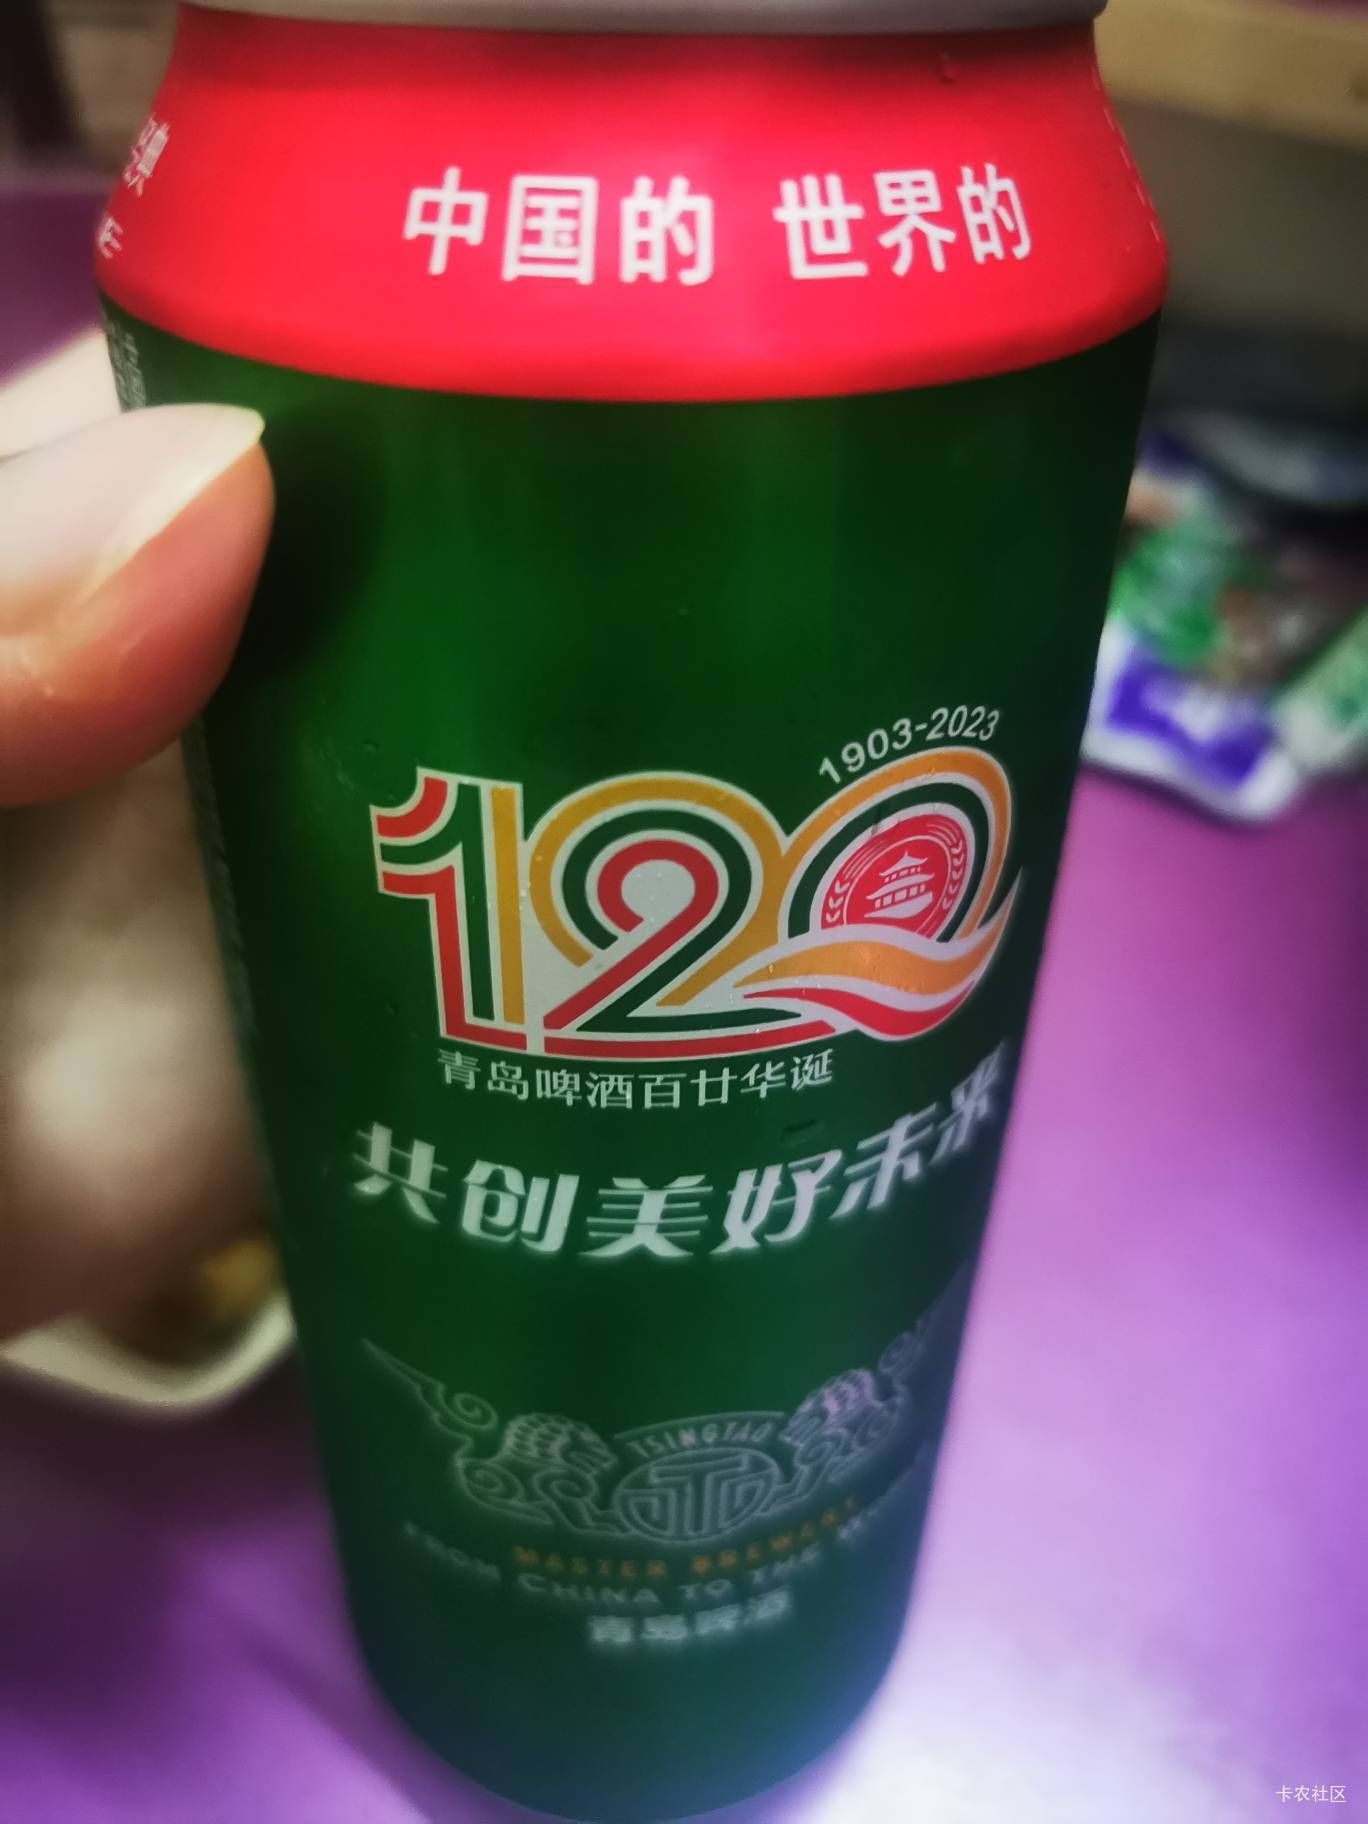 中国的 世界的
1903-2023
120
青岛啤酒百廿华诞
共创美好未来
TSINGTAO
MASTER BREWERY
FROM CHINA TO THE
青岛啤酒
卡农社区